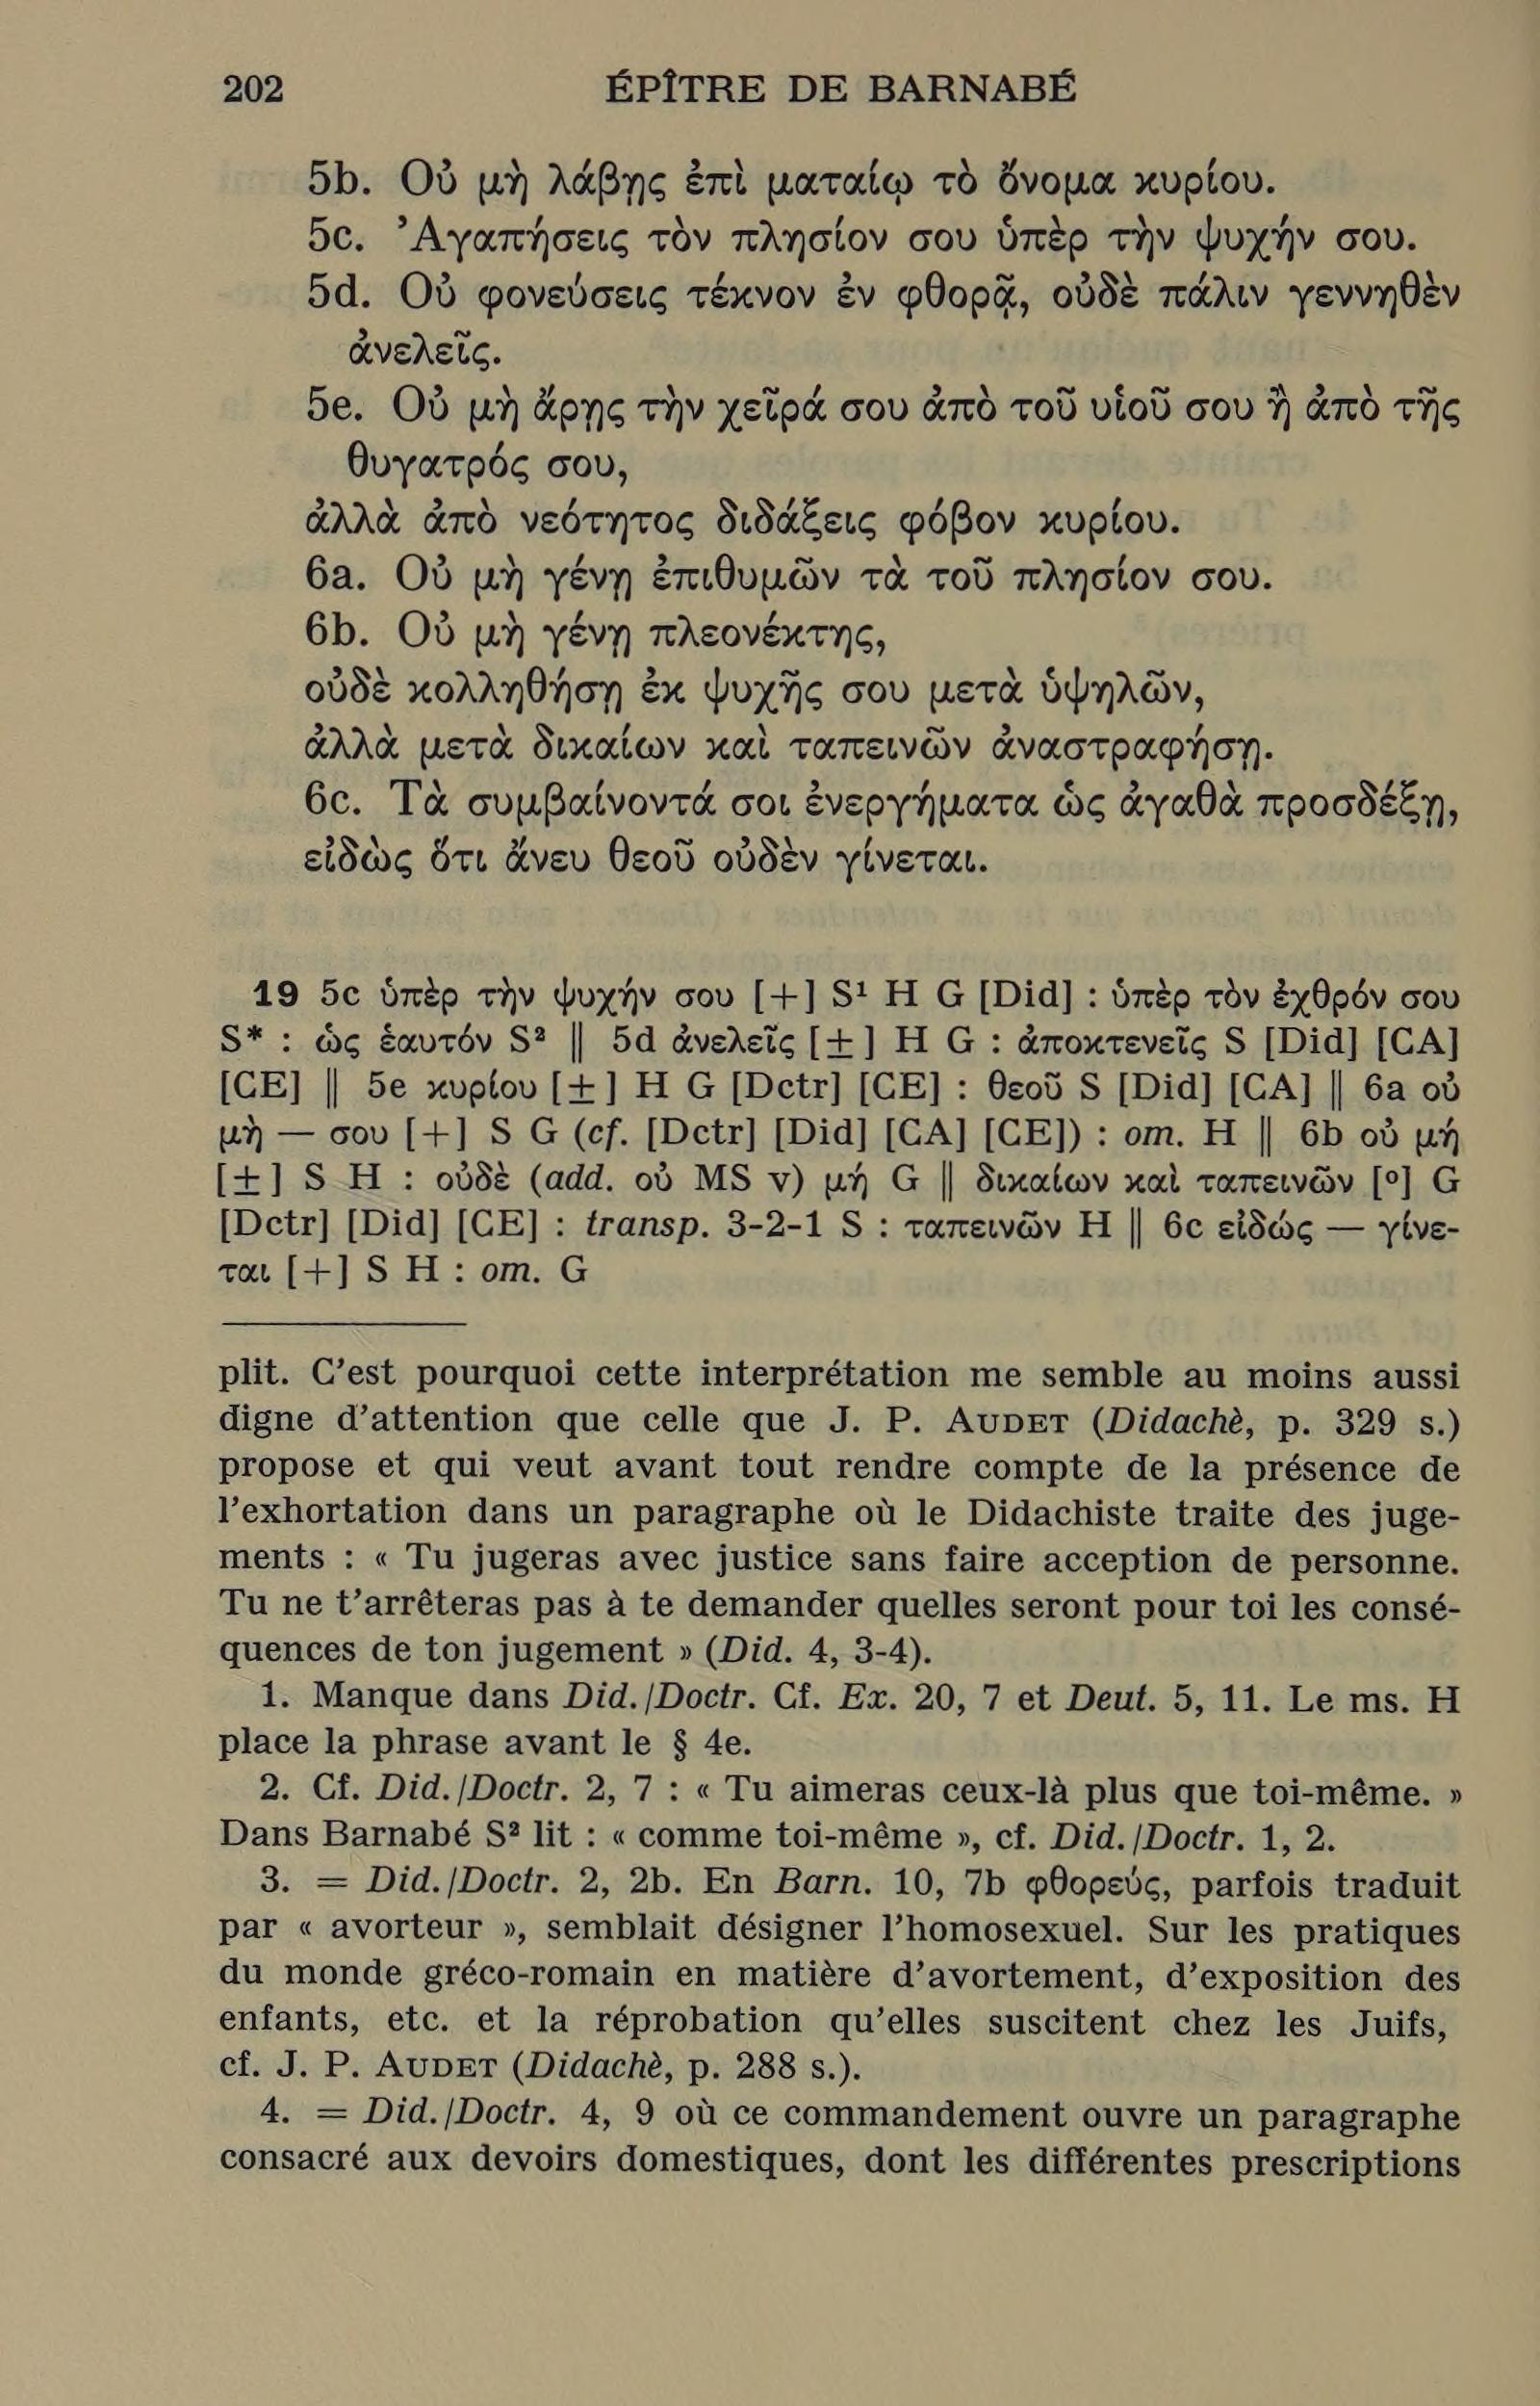 202 ÉPÎTRE DE BARNABÉ
5b. Οὐ μὴ λάβῃς ἐπὶ ματαίῳ τὸ ὄνομα κυρίου.
5c. Ἀγαπήσεις τὸν πλησίον σου ὑπὲρ τὴν ψυχήν σου.
5d. Οὐ φονεύσεις τέκνον ἐν φθορᾷ, οὐδὲ πάλιν γεννηθὲν
ἀνελεῖς.
5e. Οὐ μὴ ἄρῃς τὴν χεῖρά σου ἀπὸ τοῦ υἱοῦ σου ἢ ἀπὸ τῆς
θυγατρός σου,
ἀλλὰ ἀπὸ νεότητος διδάξεις φόβον κυρίου.
6a. Οὐ μὴ γένῃ ἐπιθυμῶν τὰ τοῦ πλησίον σου.
6b. Οὐ μὴ γένῃ πλεονέκτης,
οὐδὲ κολληθήσῃ ἐκ ψυχῆς σου μετὰ ὑψηλῶν,
ἀλλὰ μετὰ δικαίων καὶ ταπεινῶν ἀναστραφήσῃ.
6c. Τὰ συμβαίνοντά σοι ἐνεργήματα ὡς ἀγαθὰ προσδέξῃ,
εἰδὼς ὅτι ἄνευ θεοῦ οὐδὲν γίνεται.
19 5c ὑπὲρ τὴν ψυχήν σου [+] S¹ H G [Did] : ὑπὲρ τὸν ἐχθρόν σου
S* : ὡς ἑαυτόν S² || 5d ἀνελεῖς [±] H G : ἀποκτενεῖς S [Did] [CA]
[CE] || 5e κυρίου [±] H G [Dctr] [CE] : θεοῦ S [Did] [CA] || 6a οὐ
μὴ — σου [+] S G (cf. [Dctr] [Did] [CA] [CE]) : om. H || 6b οὐ μή
[±] S H : οὐδὲ (add. οὐ MS v) μή G || δικαίων καὶ ταπεινῶν [º] G
[Dctr] [Did] [CE] : transp. 3-2-1 S : ταπεινῶν H || 6c εἰδώς — γίνε-
ται [+] S H : om. G
plit. C'est pourquoi cette interprétation me semble au moins aussi
digne d'attention que celle que J. P. AUDET (Didachè, p. 329 s.)
propose et qui veut avant tout rendre compte de la présence de
l'exhortation dans un paragraphe où le Didachiste traite des juge-
ments : « Tu jugeras avec justice sans faire acception de personne.
Tu ne t'arrêteras pas à te demander quelles seront pour toi les consé-
quences de ton jugement » (Did. 4, 3-4).
1. Manque dans Did./Doctr. Cf. Ex. 20, 7 et Deut. 5, 11. Le ms. H
place la phrase avant le § 4e.
2. Cf. Did./Doctr. 2, 7 : « Tu aimeras ceux-là plus que toi-même. »
Dans Barnabé S² lit : « comme toi-même », cf. Did./Doctr. 1, 2.
3. = Did./Doctr. 2, 2b. En Barn. 10, 7b φθορεύς, parfois traduit
par « avorteur », semblait désigner l'homosexuel. Sur les pratiques
du monde gréco-romain en matière d'avortement, d'exposition des
enfants, etc. et la réprobation qu'elles suscitent chez les Juifs,
cf. J. P. AUDET (Didachè, p. 288 s.).
4. = Did./Doctr. 4, 9 où ce commandement ouvre un paragraphe
consacré aux devoirs domestiques, dont les différentes prescriptions